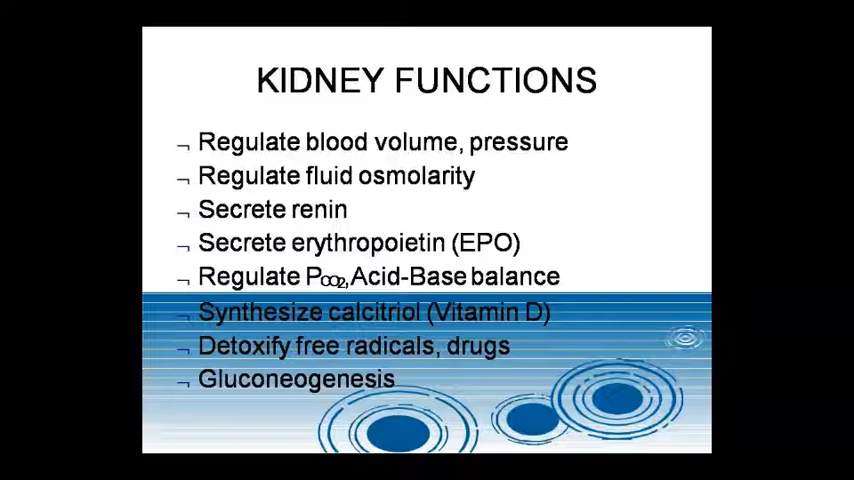 KIDNEY FUNCTIONS
¬ Regulate blood volume, pressure
¬ Regulate fluid osmolarity
¬ Secrete renin
¬ Secrete erythropoietin (EPO)
¬ Regulate PCO2, Acid-Base balance
¬ Synthesize calcitriol (Vitamin D)
¬ Detoxify free radicals, drugs
¬ Gluconeogenesis